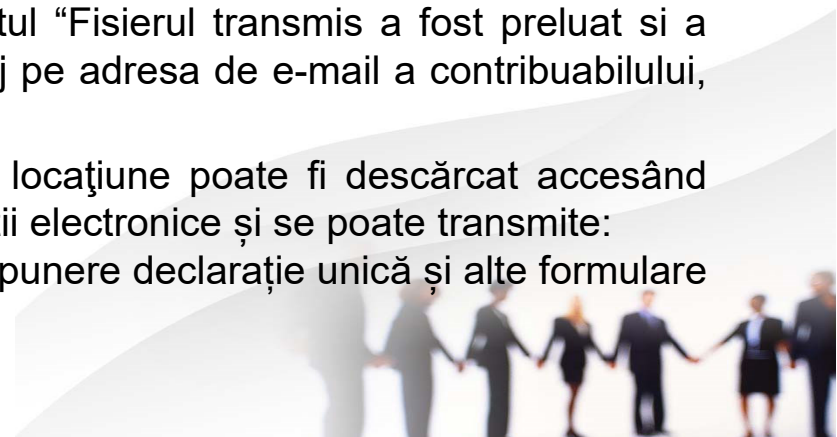 tul “Fisierul transmis a fost preluat si a
j pe adresa de e-mail a contribuabilului,
locaţiune poate fi descărcat accesând
ii electronice și se poate transmite:
punere declarație unică și alte formulare